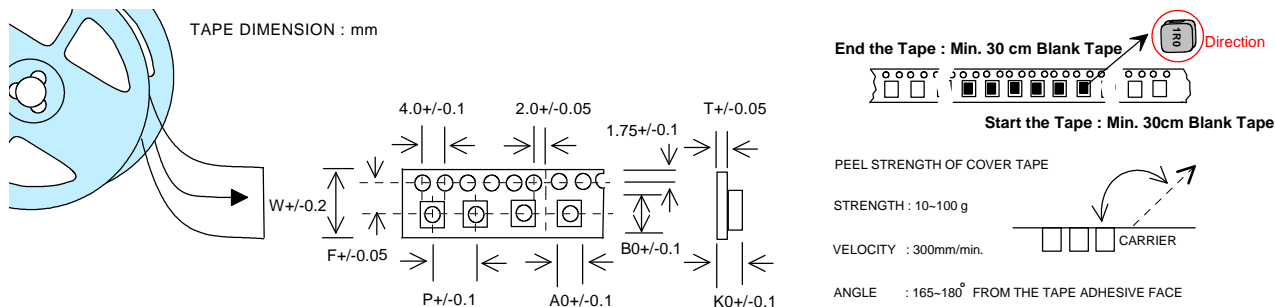 TAPE DIMENSION : mm
4.0+/-0.1
2.0+/-0.05
1.75+/-0.1
T+/-0.05
W+/-0.2
F+/-0.05
B0+/-0.1
P+/-0.1
A0+/-0.1
K0+/-0.1
1R0
Direction
End the Tape : Min. 30 cm Blank Tape
Start the Tape : Min. 30cm Blank Tape
PEEL STRENGTH OF COVER TAPE
STRENGTH : 10~100 g
VELOCITY : 300mm/min.
CARRIER
ANGLE : 165~180° FROM THE TAPE ADHESIVE FACE